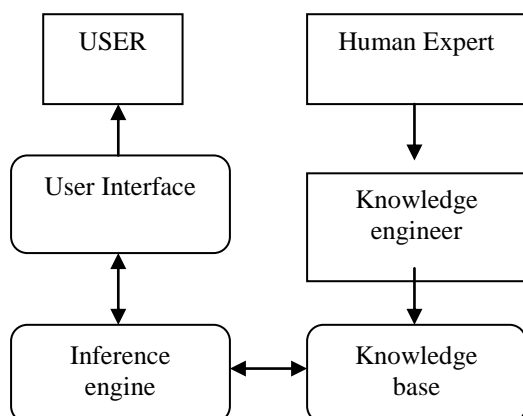 USER
Human Expert
User Interface
Knowledge
engineer
Inference
engine
Knowledge
base